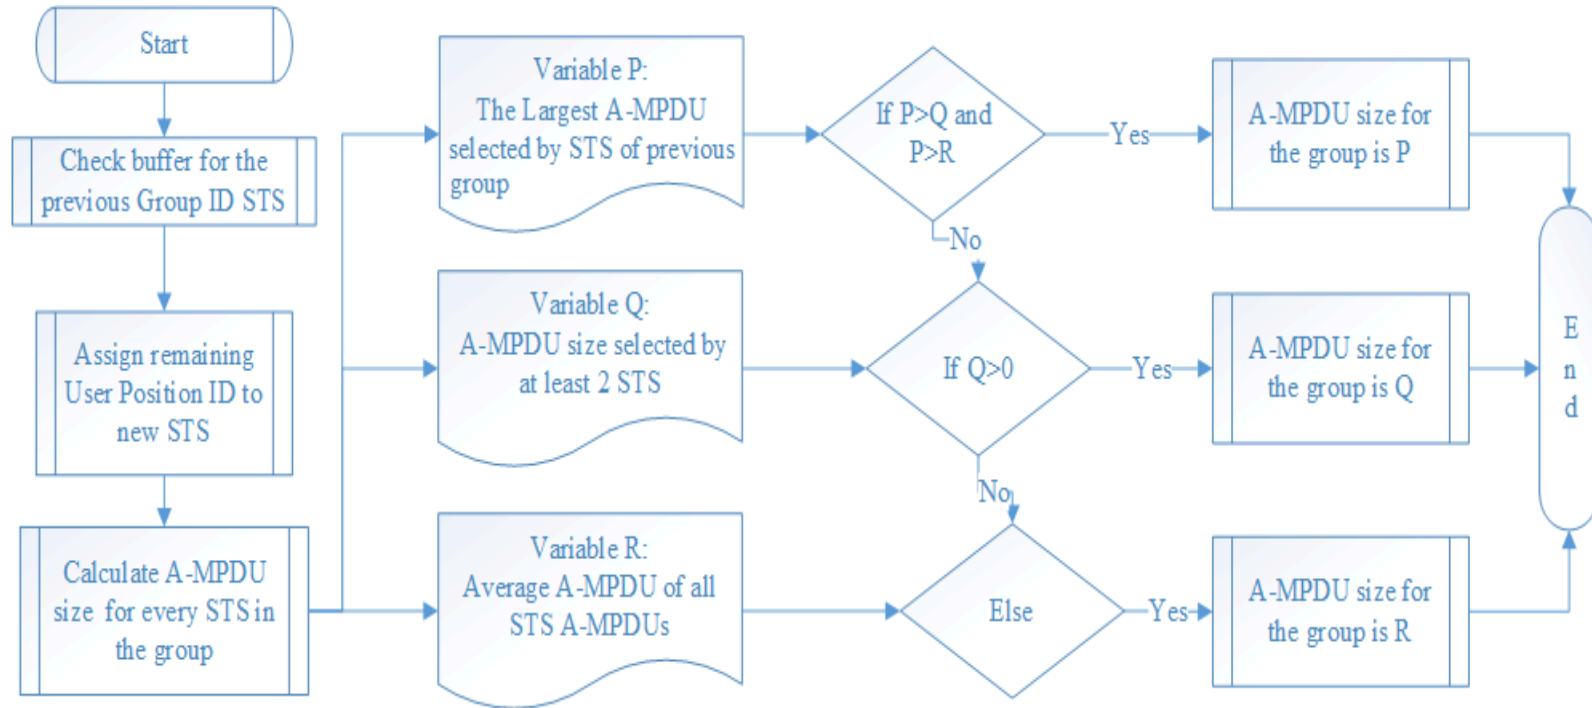 Start
Check buffer for the
previous Group ID STS
Assign remaining
User Position ID to
new STS
Calculate A-MPDU
size for every STS in
the group
Variable P:
The Largest A-MPDU
selected by STS of previous
group
Variable Q:
A-MPDU size selected by
at least 2 STS
Variable R:
Average A-MPDU of all
STS A-MPDUs
If P>Q and
P>R
Yes
No
If Q>0
Yes
No
Else
Yes
A-MPDU size for
the group is P
A-MPDU size for
the group is Q
A-MPDU size for
the group is R
E
n
d